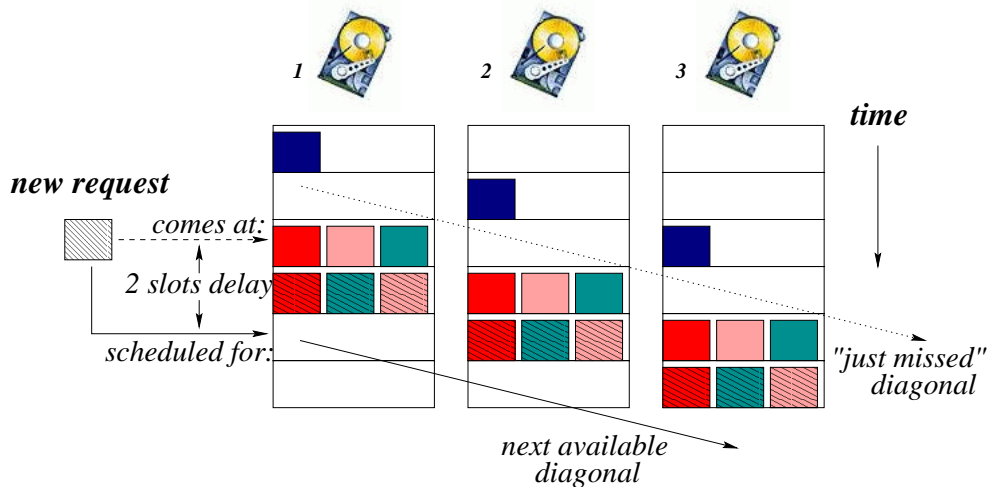 1
2
3
time
new request
comes at:
2 slots delay
scheduled for:
"just missed"
diagonal
next available
diagonal